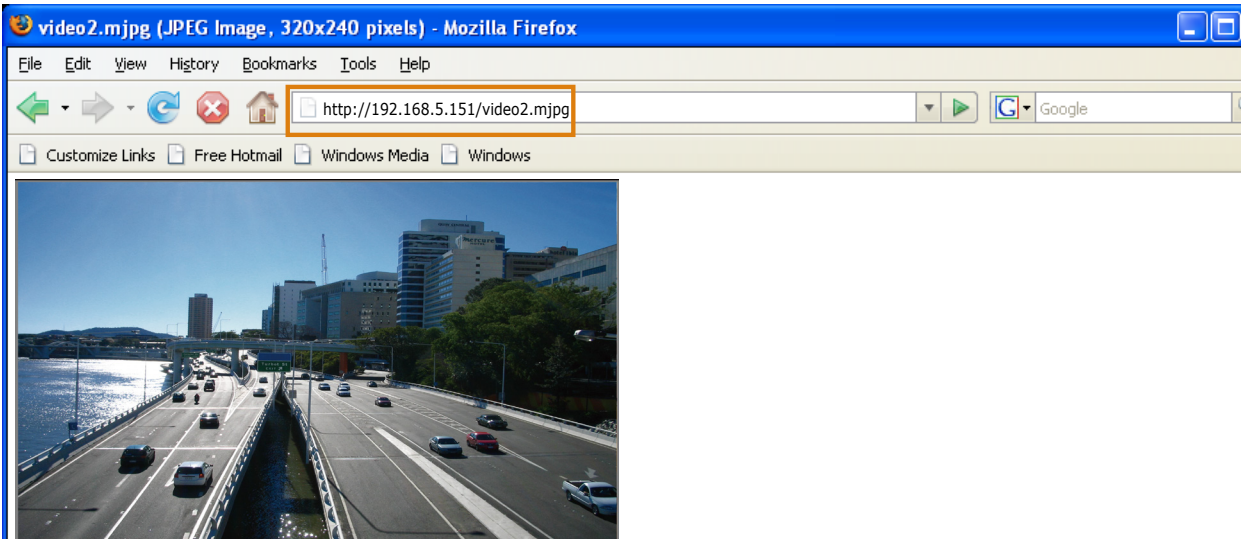 video2.mjpg (JPEG Image, 320x240 pixels) - Mozilla Firefox
File Edit View History Bookmarks Tools Help
http://192.168.5.151/video2.mjpg G Google
Customize Links Free Hotmail Windows Media Windows
Mercure